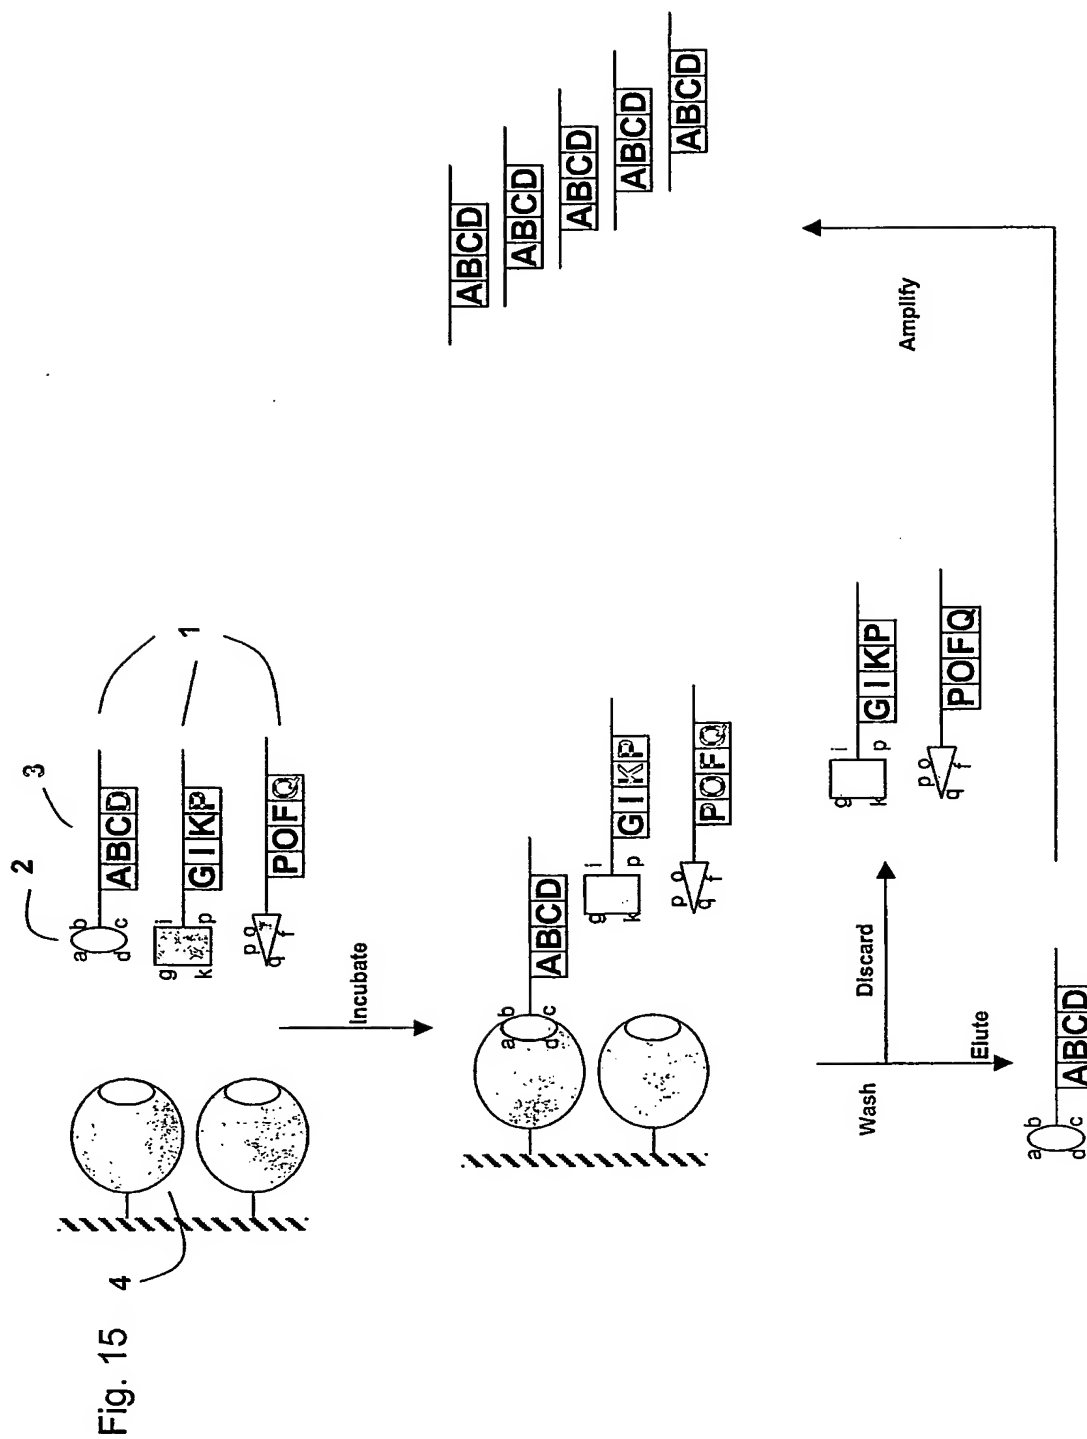 Fig. 15
4
2
3
1
a b
d c
ABCD
g i
k p
GIKP
p o
q f
POFQ
Incubate
a b
d c
ABCD
g i
k p
GIKP
p o
q f
POFQ
Wash
Discard
Elute
g i
k p
GIKP
p o
q f
POFQ
a b
d c
ABCD
Amplify
ABCD
ABCD
ABCD
ABCD
ABCD